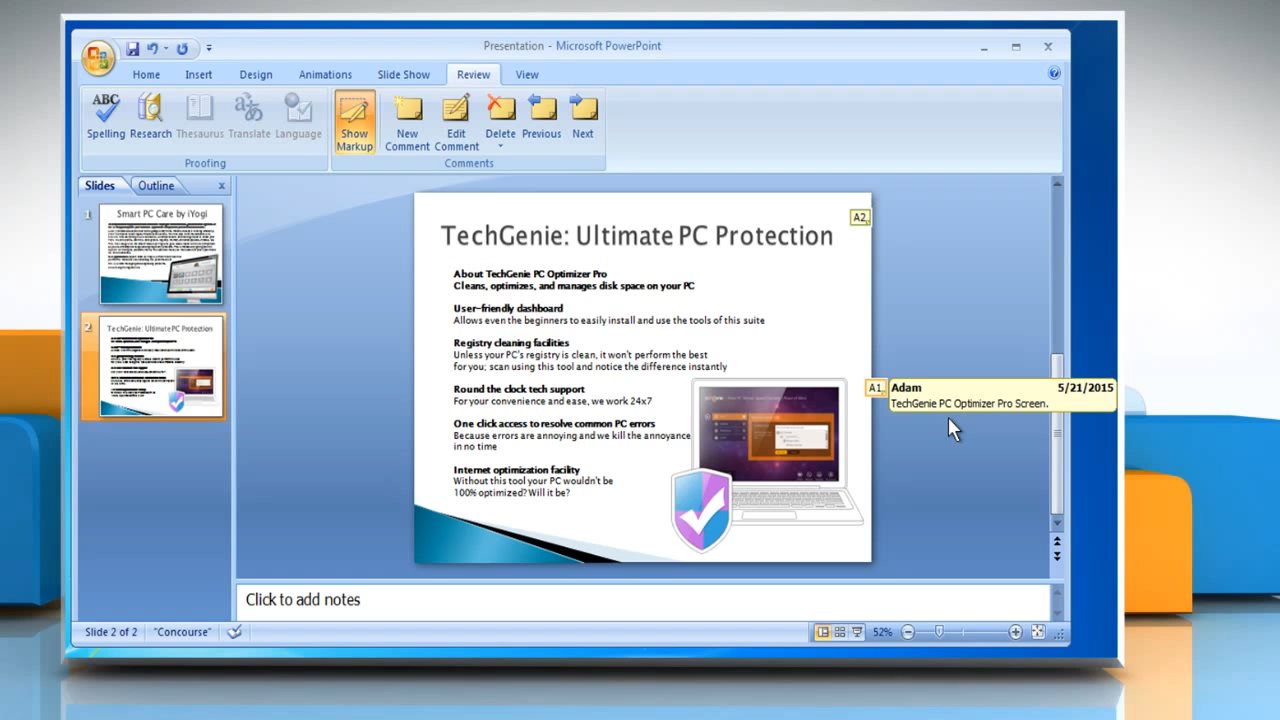 Presentation - Microsoft PowerPoint
Home Insert Design Animations Slide Show Review View
ABC
Spelling Research Thesaurus Translate Language
Show Markup
New Comment
Edit Comment
Delete Previous Next
Proofing
Comments
Slides Outline x
1
Smart PC Care by iYogi
2
TechGenie: Ultimate PC Protection
A2
TechGenie: Ultimate PC Protection
About TechGenie PC Optimizer Pro
Cleans, optimizes, and manages disk space on your PC
User-friendly dashboard
Allows even the beginners to easily install and use the tools of this suite
Registry cleaning facilities
Unless your PC's registry is clean, it won't perform the best
for you; scan using this tool and notice the difference instantly
Round the clock tech support
For your convenience and ease, we work 24x7
One click access to resolve common PC errors
Because errors are annoying and we kill the annoyance
in no time
Internet optimization facility
Without this tool your PC wouldn't be
100% optimized? Will it be?
A1
Adam 5/21/2015
TechGenie PC Optimizer Pro Screen.
Click to add notes
Slide 2 of 2 "Concourse" 52%